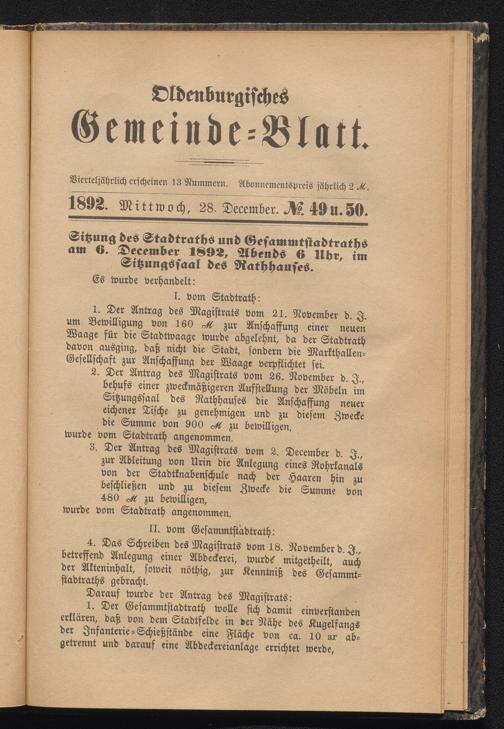 Oldenburgisches
Gemeinde=Blatt.
Vierteljährlich erscheinen 13 Nummern. Abonnementspreis jährlich 2 ℳ.
1892. Mittwoch, 28. December. №. 49 u. 50.
Sitzung des Stadtraths und Gesammtstadtraths
am 6. December 1892, Abends 6 Uhr, im
Sitzungssaal des Rathhauses.
Es wurde verhandelt:
I. vom Stadtrath:
1. Der Antrag des Magistrats vom 21. November d. J.
um Bewilligung von 160 ℳ zur Anschaffung einer neuen
Waage für die Stadtwaage wurde abgelehnt, da der Stadtrath
davon ausging, daß nicht die Stadt, sondern die Markthallen=
Gesellschaft zur Anschaffung der Waage verpflichtet sei.
2. Der Antrag des Magistrats vom 26. November d. J.,
behufs einer zweckmäßigeren Aufstellung der Möbeln im
Sitzungssaal des Rathhauses die Anschaffung neuer
eichener Tische zu genehmigen und zu diesem Zwecke
die Summe von 900 ℳ zu bewilligen,
wurde vom Stadtrath angenommen.
3. Der Antrag des Magistrats vom 2. December d. J.,
zur Ableitung von Urin die Anlegung eines Rohrkanals
von der Stadtknabenschule nach der Haaren hin zu
beschließen und zu diesem Zwecke die Summe von
480 ℳ zu bewilligen,
wurde vom Stadtrath angenommen.
II. vom Gesammtstadtrath:
4. Das Schreiben des Magistrats vom 18. November d. J.,
betreffend Anlegung einer Abdeckerei, wurde mitgetheilt, auch
der Akteninhalt, soweit nöthig, zur Kenntniß des Gesammt=
stadtraths gebracht.
Darauf wurde der Antrag des Magistrats:
1. Der Gesammtstadtrath wolle sich damit einverstanden
erklären, daß von dem Stadtfelde in der Nähe des Kugelfangs
der Infanterie=Schießstände eine Fläche von ca. 10 ar ab=
getrennt und darauf eine Abdeckereianlage errichtet werde,